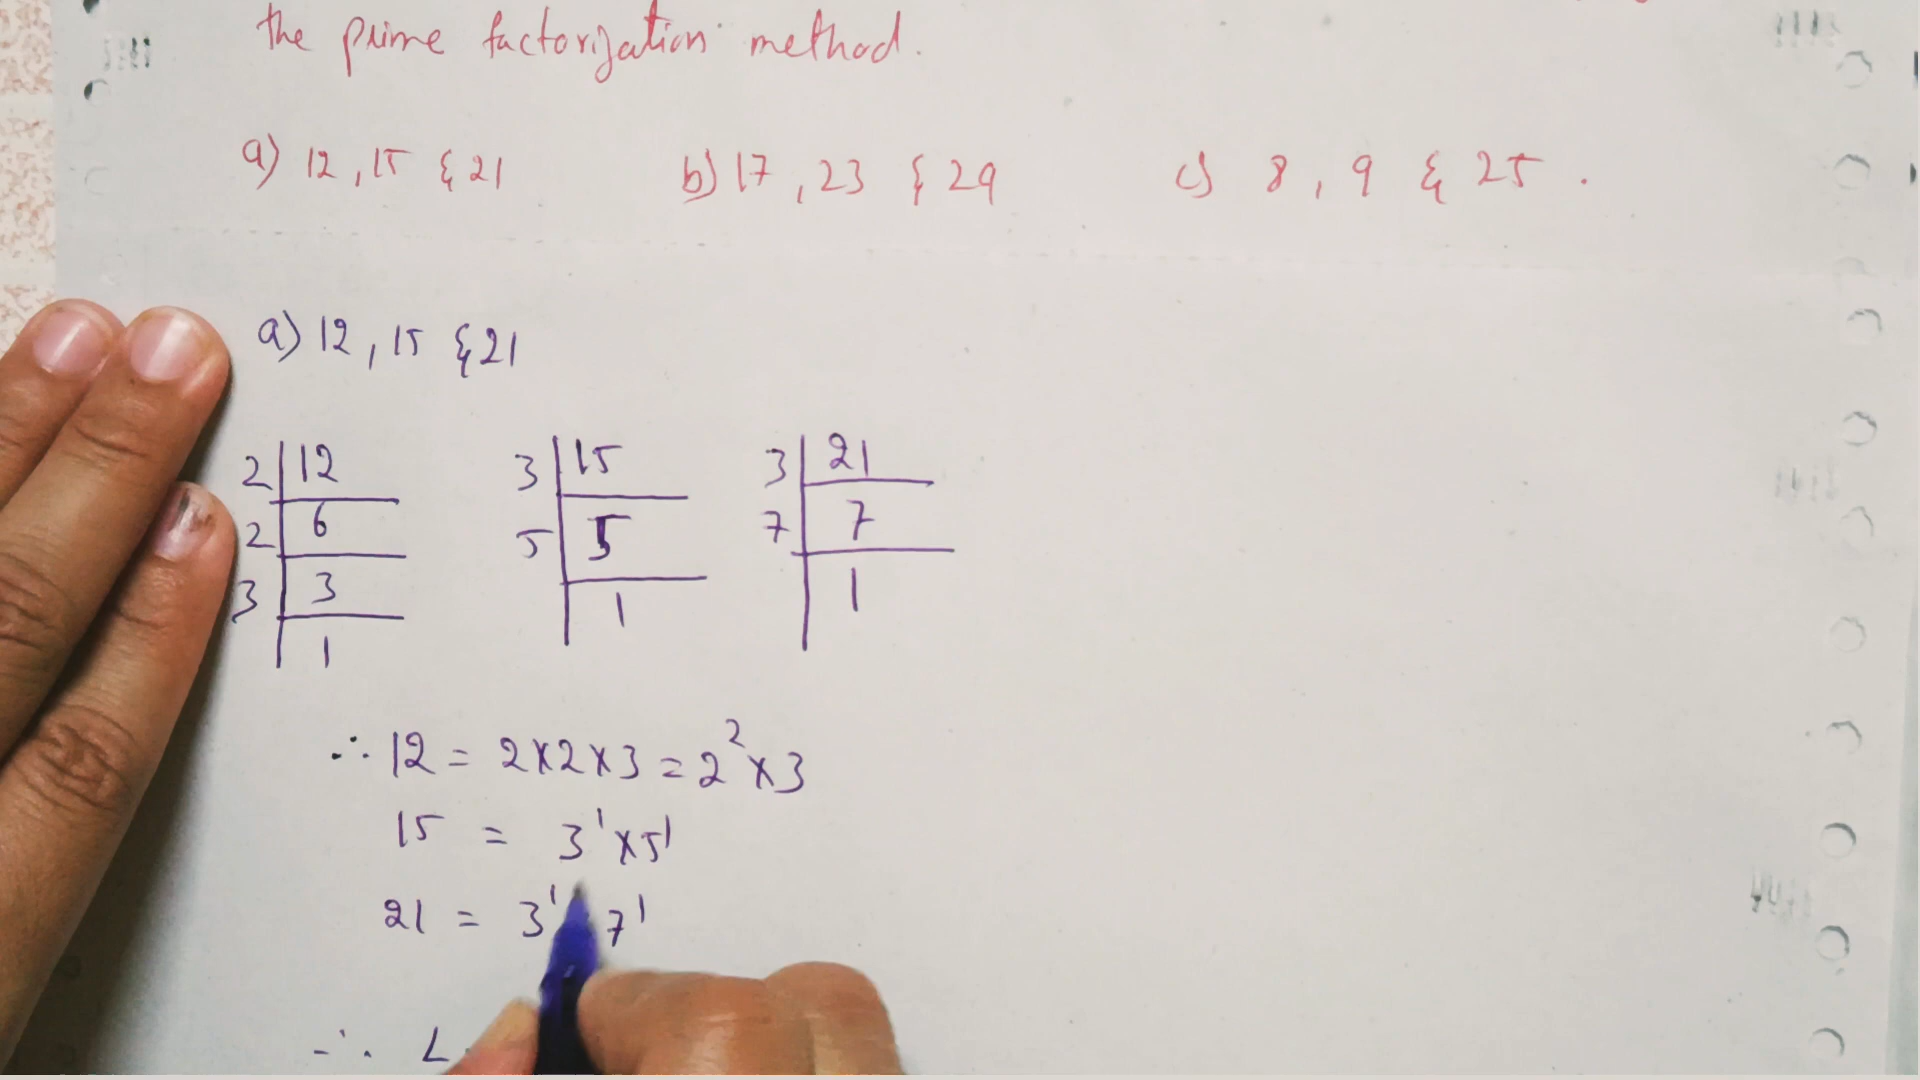 the prime factorization method.
a) 12, 15 & 21 b) 17, 23 & 29 c) 8, 9 & 25.
a) 12, 15 & 21
2 | 12 3 | 15 3 | 21
2 | 6 5 | 5 7 | 7
3 | 3 1 1
1
∴ 12 = 2×2×3 = 2²×3
15 = 3¹×5¹
21 = 3¹ 7¹
∴ L